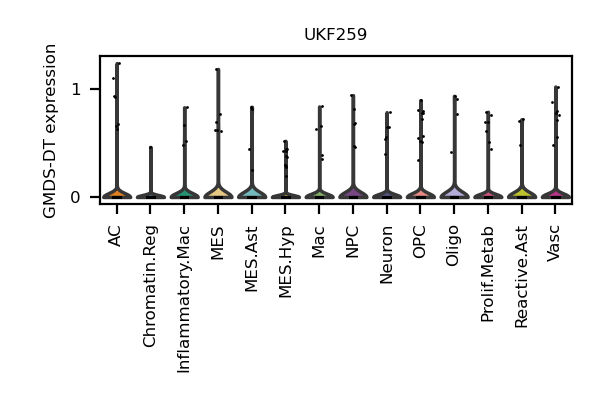 UKF259
GMDS-DT expression
1
0
AC
Chromatin.Reg
Inflammatory.Mac
MES
MES.Ast
MES.Hyp
Mac
NPC
Neuron
OPC
Oligo
Prolif.Metab
Reactive.Ast
Vasc